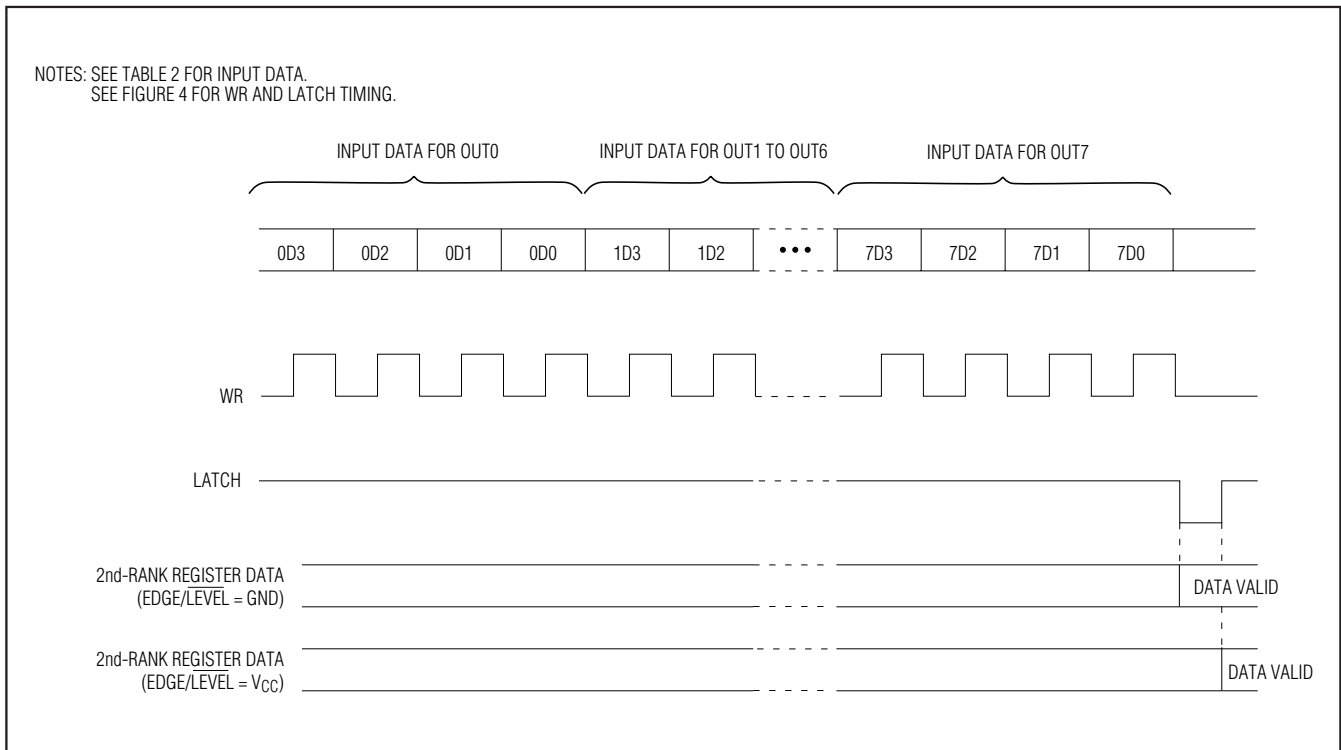 NOTES: SEE TABLE 2 FOR INPUT DATA.
SEE FIGURE 4 FOR WR AND LATCH TIMING.
INPUT DATA FOR OUT0 INPUT DATA FOR OUT1 TO OUT6 INPUT DATA FOR OUT7
0D3 0D2 0D1 0D0 1D3 1D2 ••• 7D3 7D2 7D1 7D0
WR
LATCH
2nd-RANK REGISTER DATA
(EDGE/LEVEL = GND)
DATA VALID
2nd-RANK REGISTER DATA
(EDGE/LEVEL = VCC)
DATA VALID